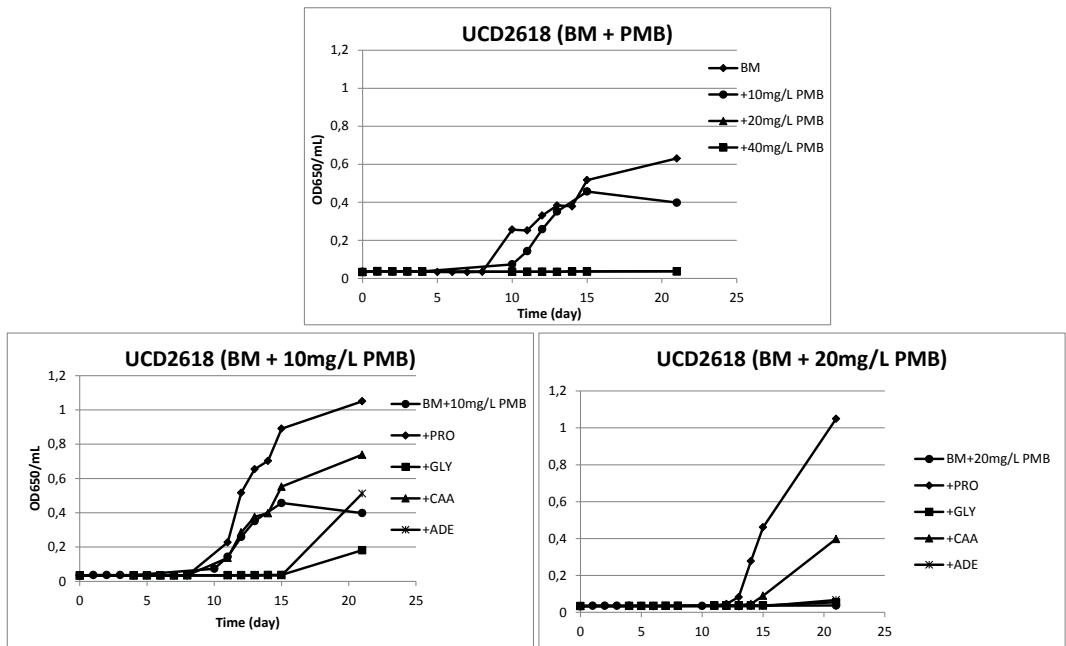 UCD2618 (BM + PMB)
1,2
1
0,8
0,6
0,4
0,2
0
OD650/mL)
0 5 10 15 20 25
Time (day)
BM
+10mg/L PMB
+20mg/L PMB
+40mg/L PMB
UCD2618 (BM + 10mg/L PMB)
1,2
1
0,8
0,6
0,4
0,2
0
OD650/mL
0 5 10 15 20 25
Time (day)
BM+10mg/L PMB
+PRO
+GLY
+CAA
+ADE
UCD2618 (BM + 20mg/L PMB)
1,2
1
0,8
0,6
0,4
0,2
0
0 5 10 15 20 25
BM+20mg/L PMB
+PRO
+GLY
+CAA
+ADE